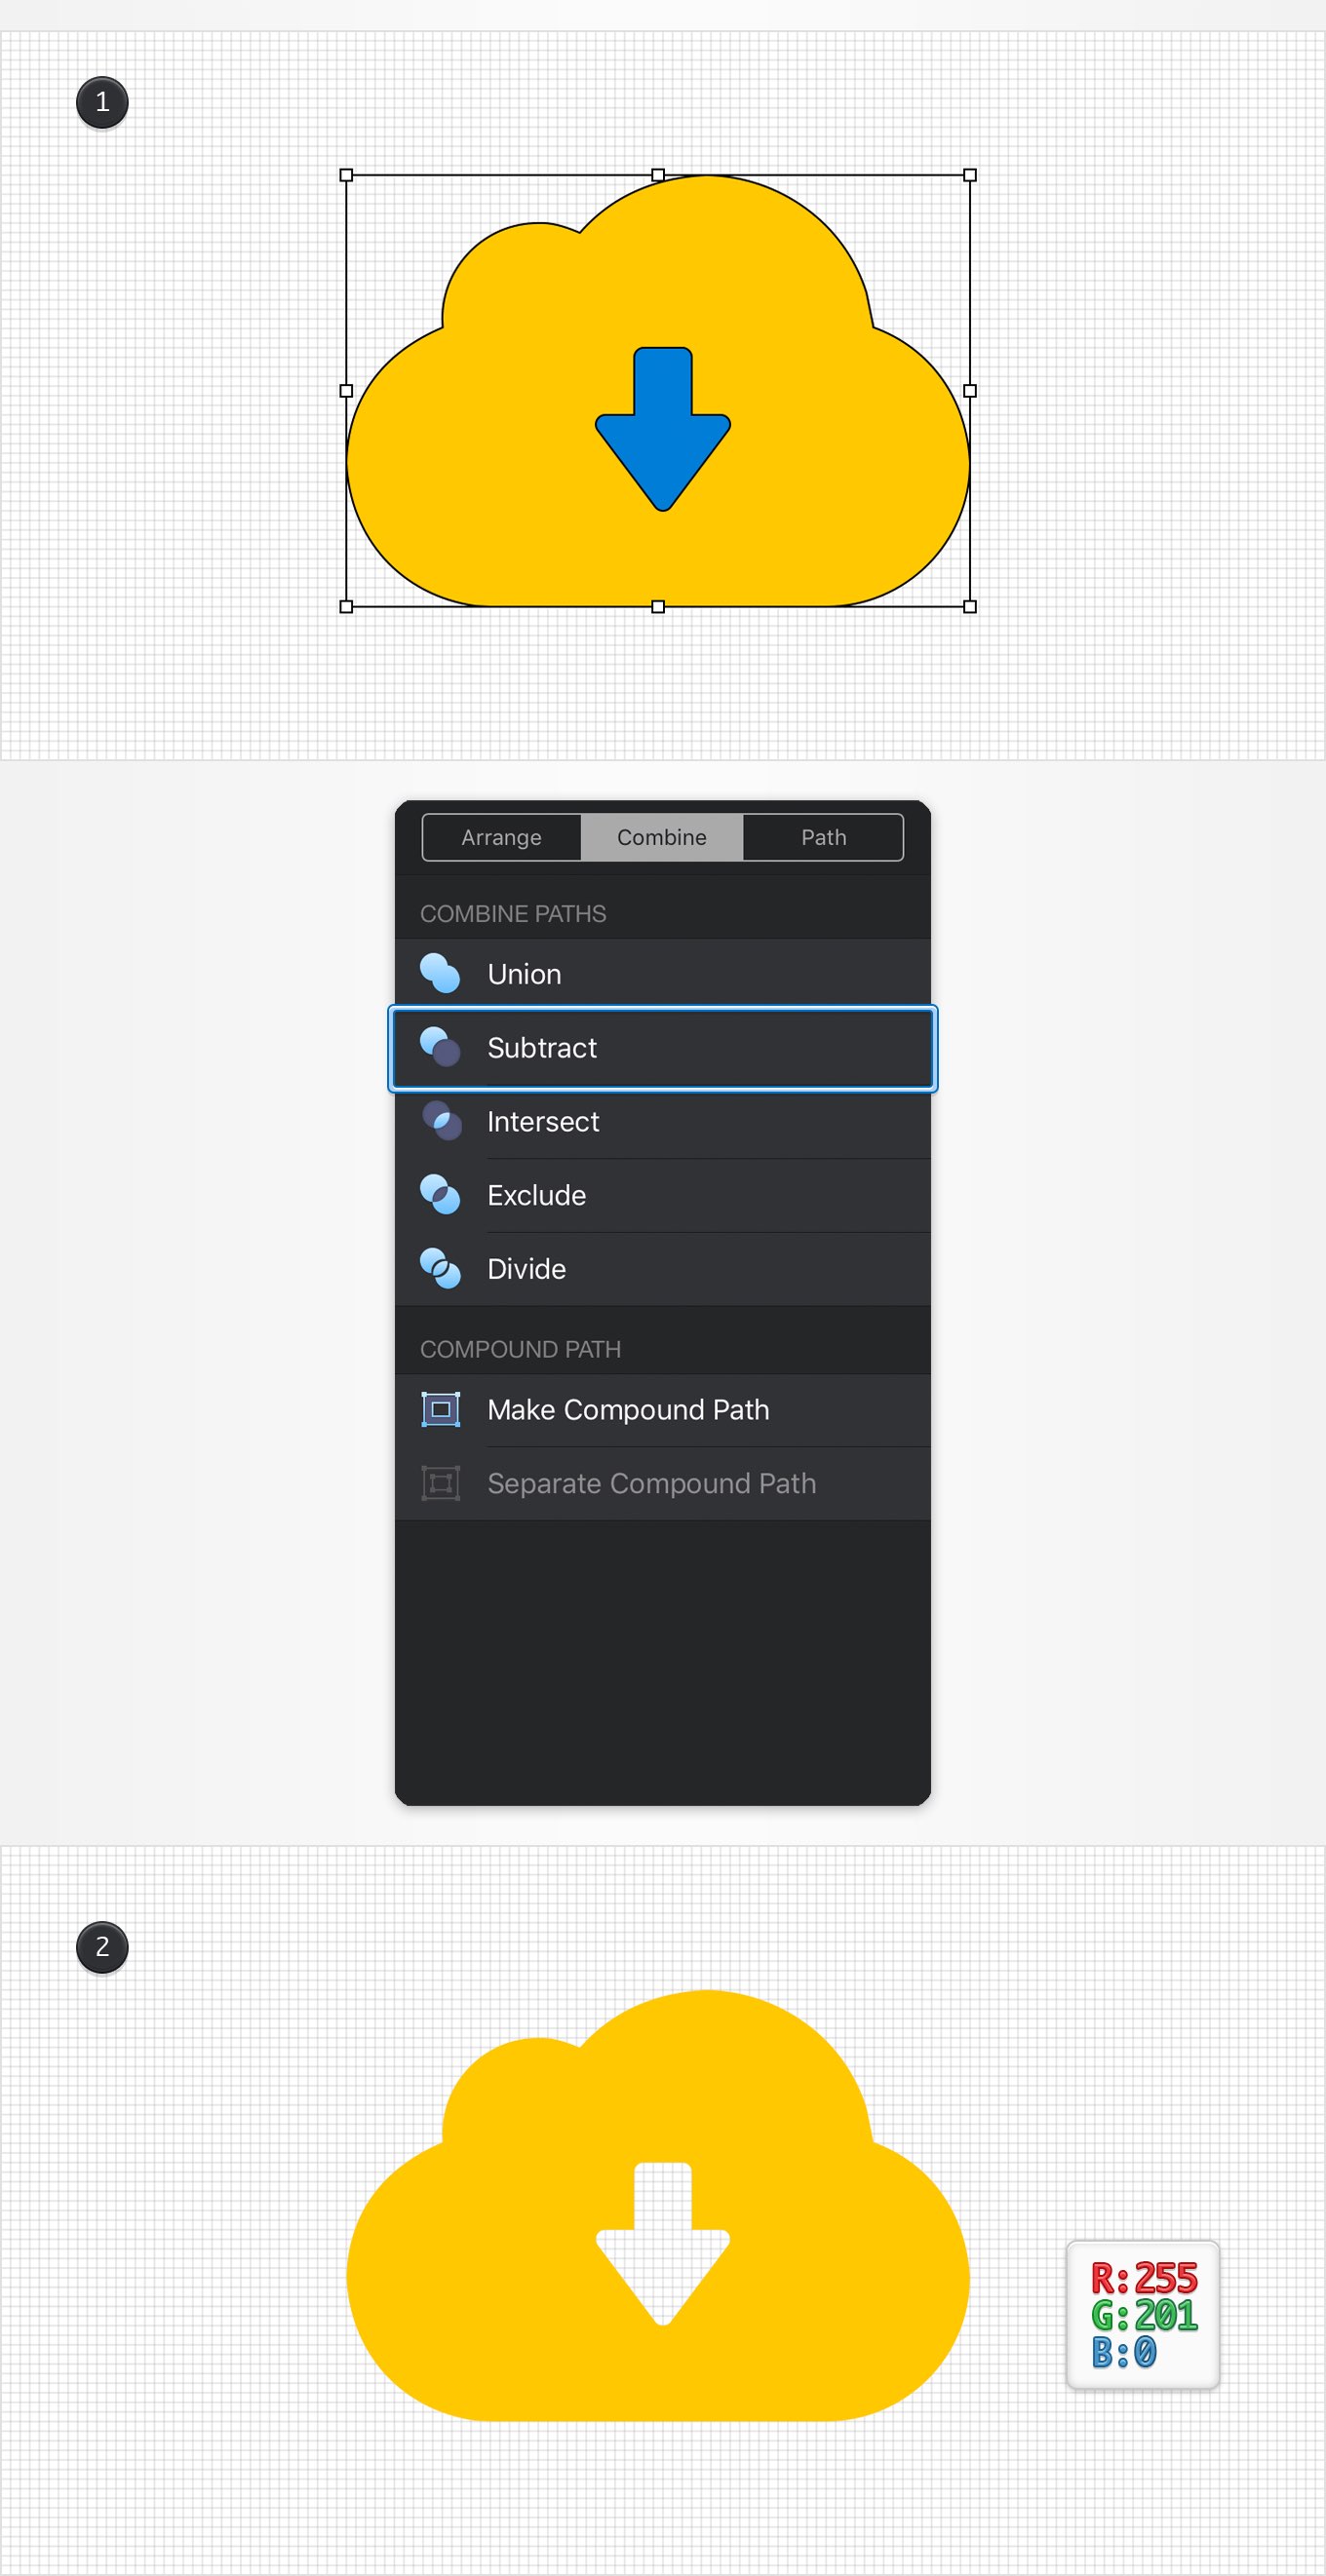 1
Arrange Combine Path
COMBINE PATHS
Union
Subtract
Intersect
Exclude
Divide
COMPOUND PATH
Make Compound Path
Separate Compound Path
2
R:255
G:201
B:0